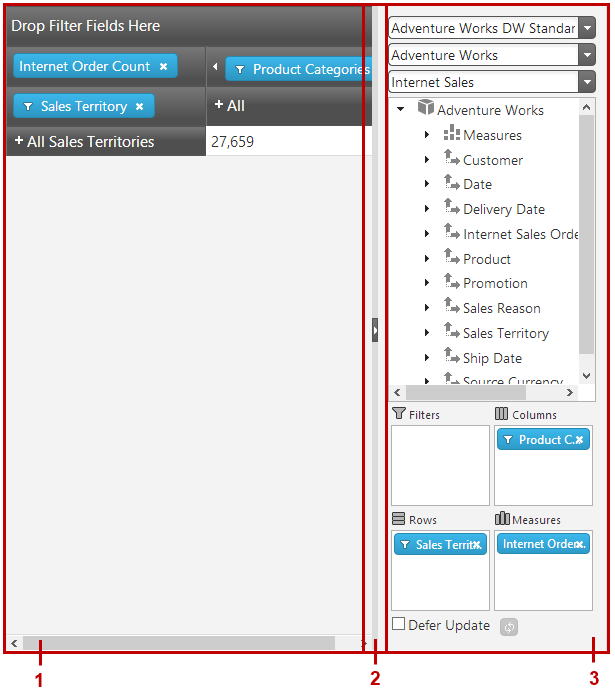 Drop Filter Fields Here
Internet Order Count ×
Product Categories
Sales Territory ×
+ All
+ All Sales Territories
27,659
Adventure Works DW Standar
Adventure Works
Internet Sales
Adventure Works
Measures
Customer
Date
Delivery Date
Internet Sales Orde
Product
Promotion
Sales Reason
Sales Territory
Ship Date
Source Currency
Filters
Columns
Product C.. ×
Rows
Measures
Sales Territ.. ×
Internet Order.. ×
Defer Update
1
2
3